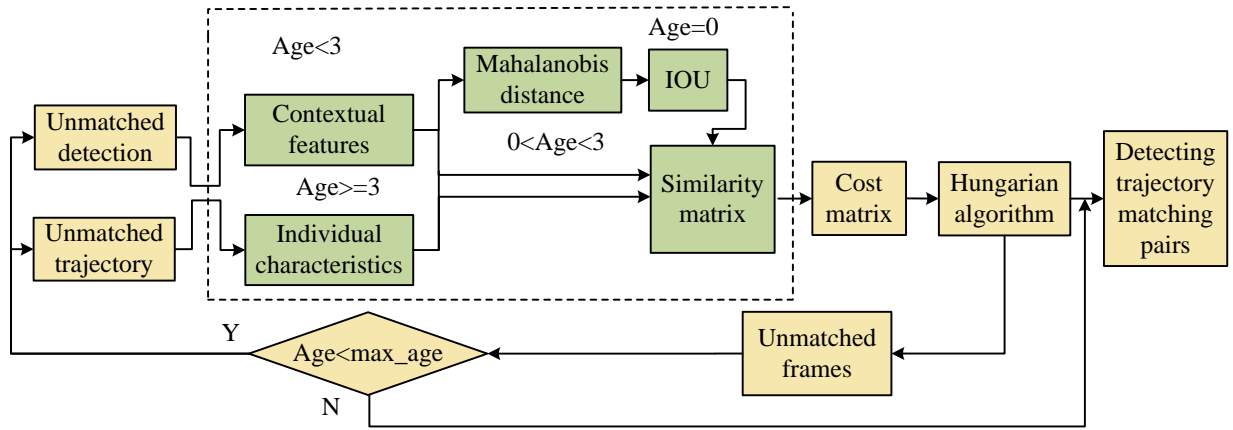 Age<3
Age=0
Mahalanobis
distance
IOU
Contextual
features
Unmatched
detection
0<Age<3
Age>=3
Similarity
matrix
Cost
matrix
Hungarian
algorithm
Detecting
trajectory
matching
pairs
Unmatched
trajectory
Individual
characteristics
Y
Age<max_age
Unmatched
frames
N